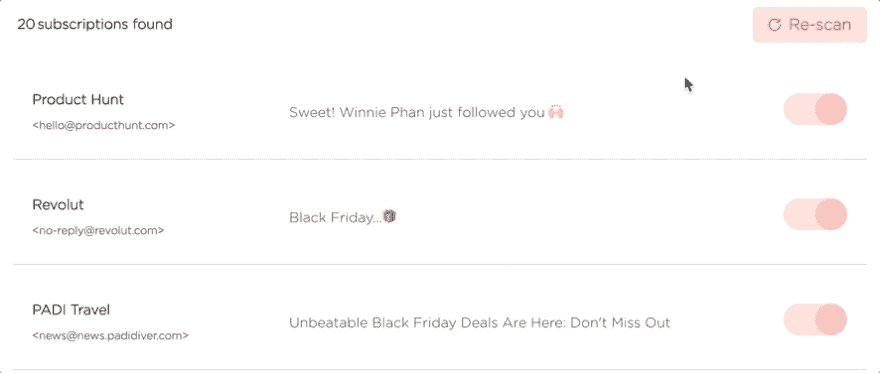 20 subscriptions found
Re-scan
Product Hunt
<hello@producthunt.com>
Sweet! Winnie Phan just followed you 🙌
Revolut
<no-reply@revolut.com>
Black Friday...
PADI Travel
<news@news.padidiver.com>
Unbeatable Black Friday Deals Are Here: Don't Miss Out